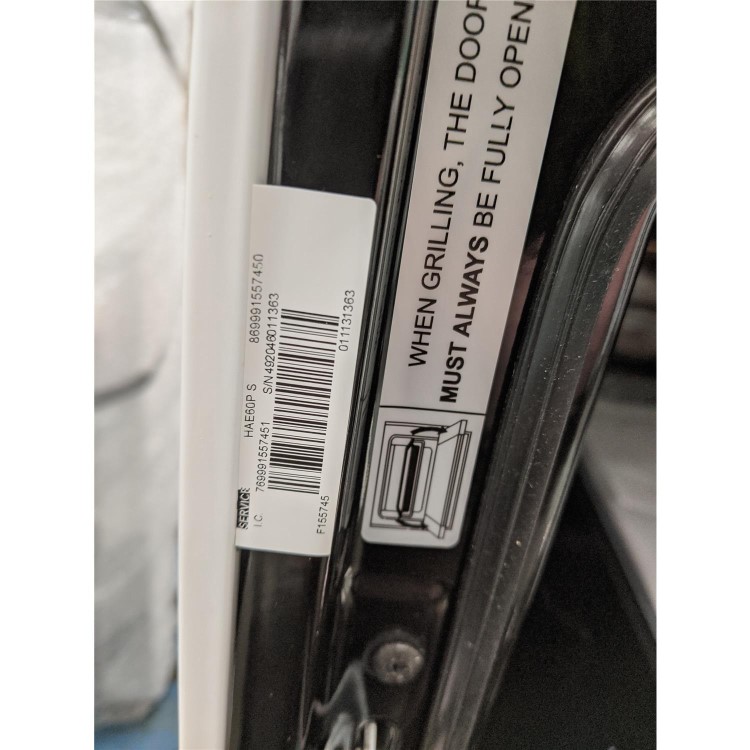 SERVICE
HAE60P S
869991557450
I.C.
769991557451
S/N492046011363
F155745
011131363
WHEN GRILLING, THE DOOR
MUST ALWAYS BE FULLY OPEN